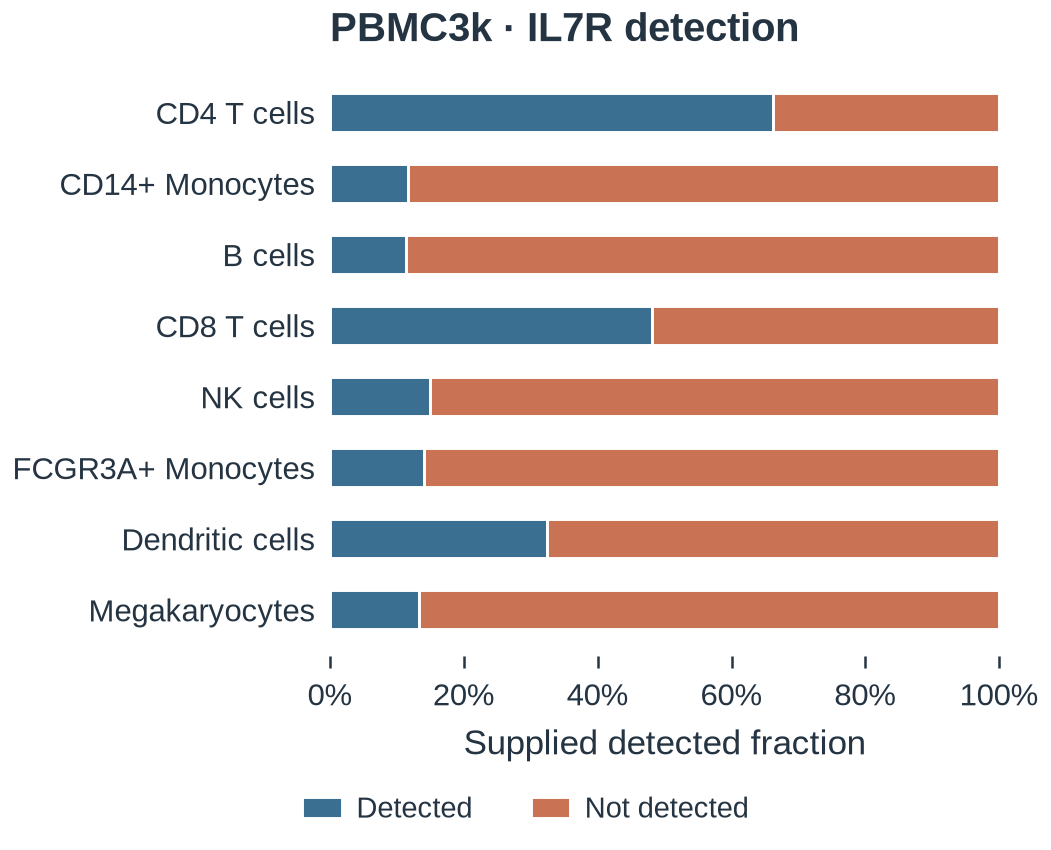 PBMC3k · IL7R detection
CD4 T cells
CD14+ Monocytes
B cells
CD8 T cells
NK cells
FCGR3A+ Monocytes
Dendritic cells
Megakaryocytes
0% 20% 40% 60% 80% 100%
Supplied detected fraction
Detected Not detected